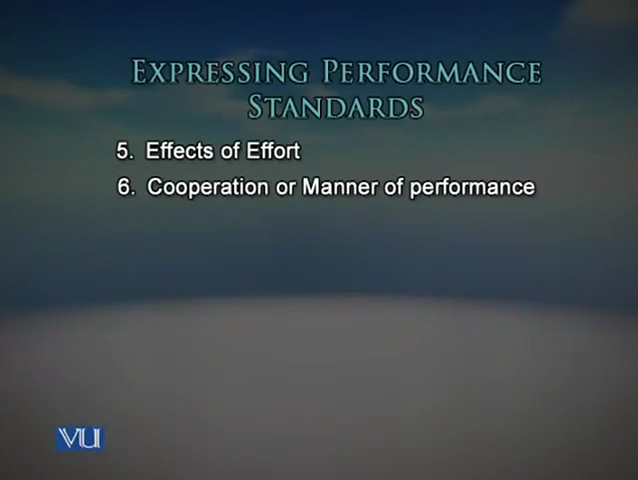 EXPRESSING PERFORMANCE
STANDARDS
5. Effects of Effort
6. Cooperation or Manner of performance
VU